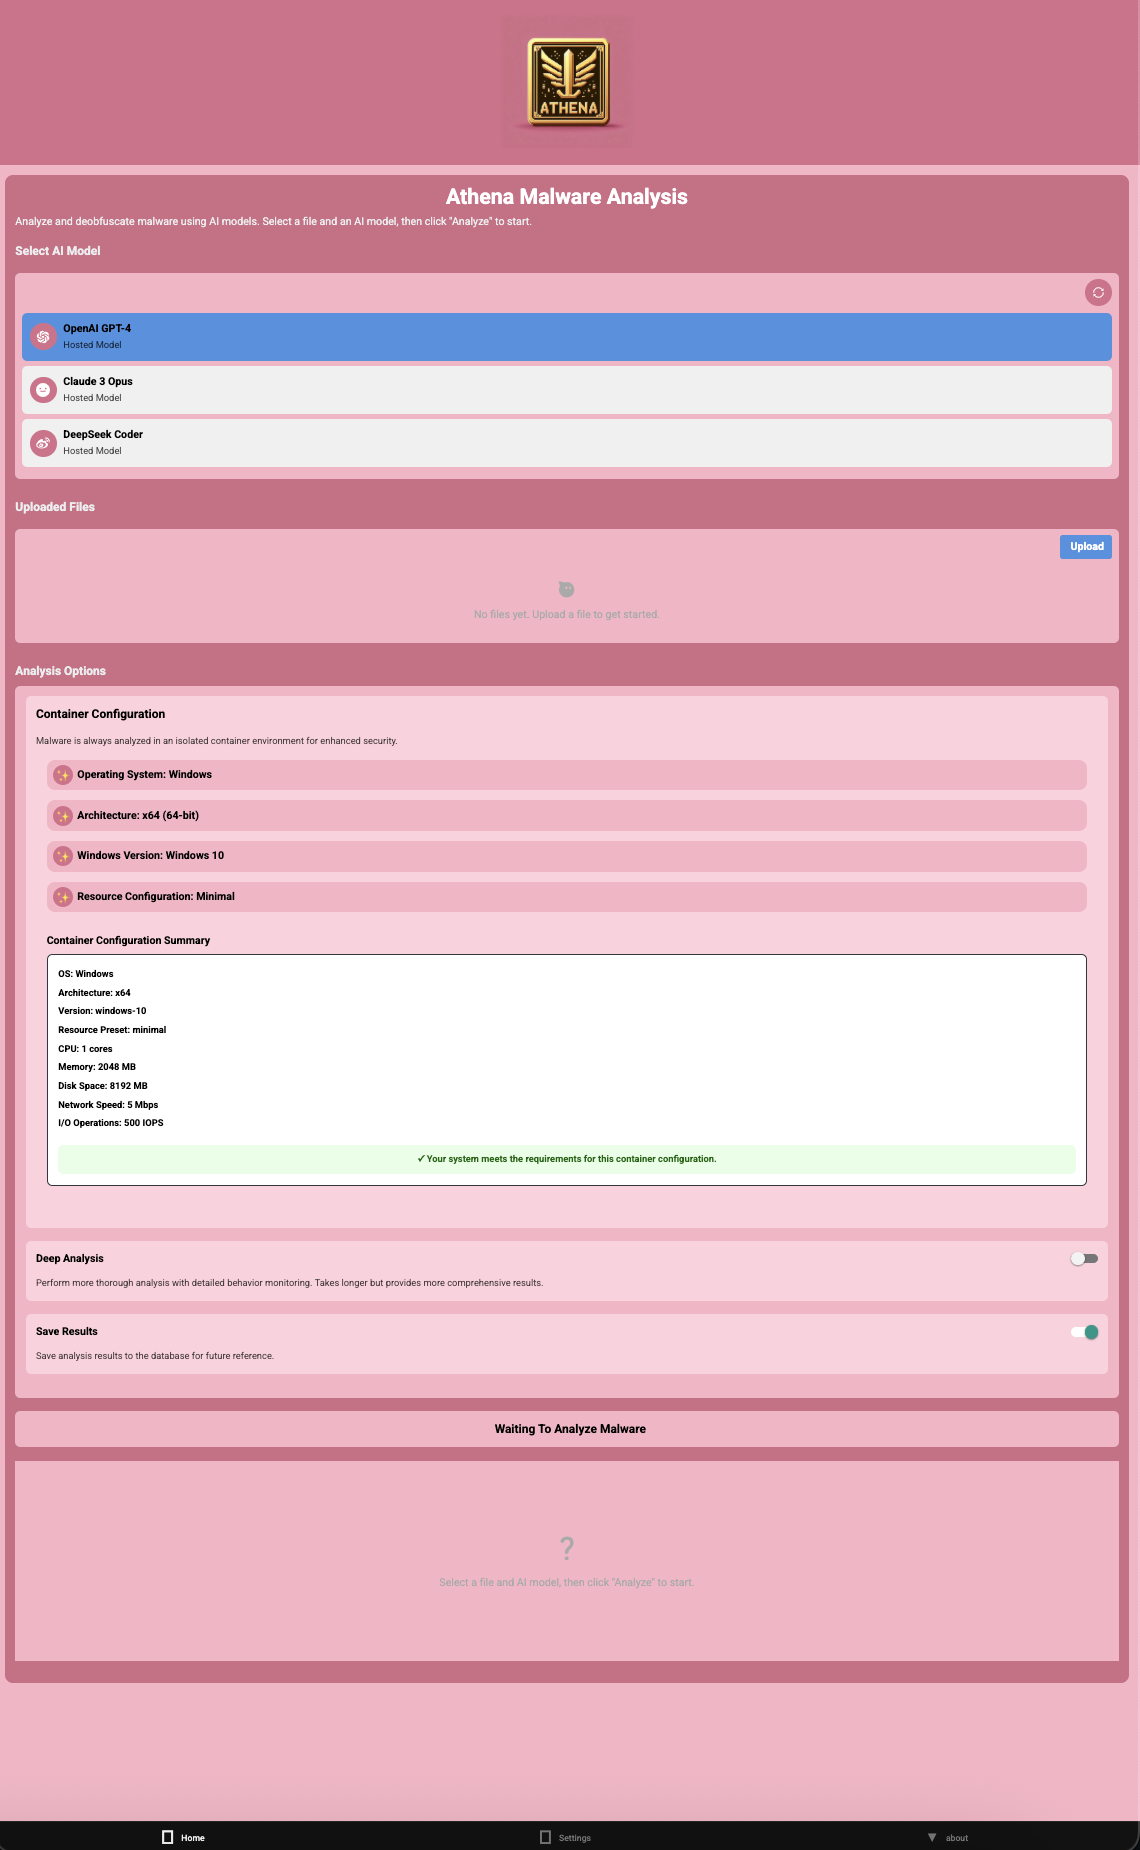 ATHENA
Athena Malware Analysis
Analyze and deobfuscate malware using AI models. Select a file and an AI model, then click "Analyze" to start.
Select AI Model
OpenAI GPT-4
Hosted Model
Claude 3 Opus
Hosted Model
DeepSeek Coder
Hosted Model
Uploaded Files
Upload
No files yet. Upload a file to get started.
Analysis Options
Container Configuration
Malware is always analyzed in an isolated container environment for enhanced security.
Operating System: Windows
Architecture: x64 (64-bit)
Windows Version: Windows 10
Resource Configuration: Minimal
Container Configuration Summary
OS: Windows
Architecture: x64
Version: windows-10
Resource Preset: minimal
CPU: 1 cores
Memory: 2048 MB
Disk Space: 8192 MB
Network Speed: 5 Mbps
I/O Operations: 500 IOPS
✓ Your system meets the requirements for this container configuration.
Deep Analysis
Perform more thorough analysis with detailed behavior monitoring. Takes longer but provides more comprehensive results.
Save Results
Save analysis results to the database for future reference.
Waiting To Analyze Malware
?
Select a file and AI model, then click "Analyze" to start.
Home
Settings
about